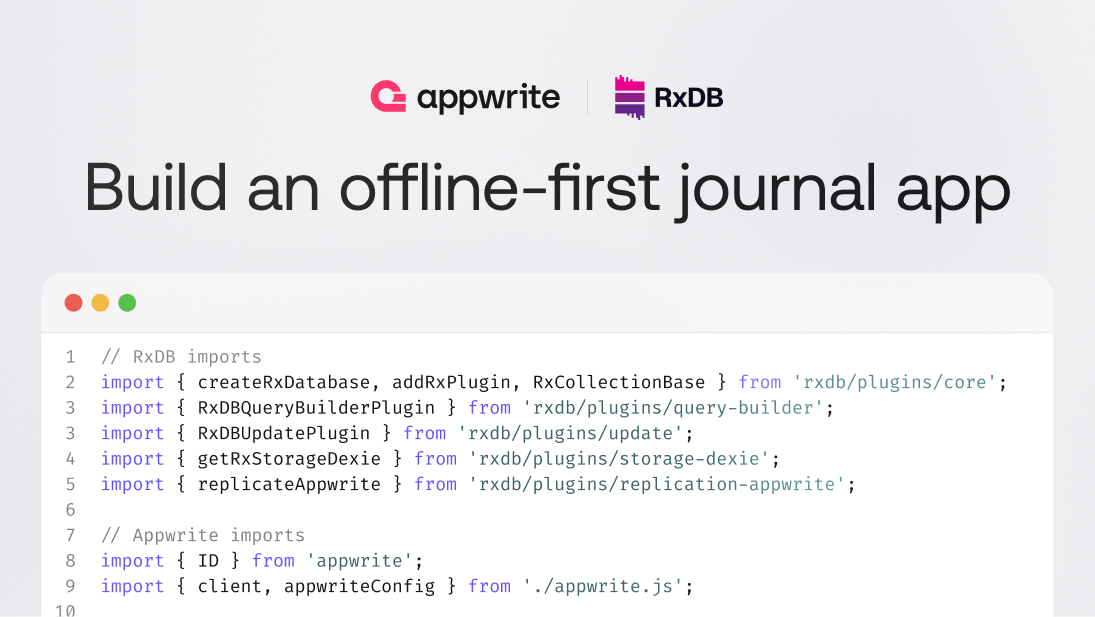 appwrite | RxDB
Build an offline-first journal app
1 // RxDB imports
2 import { createRxDatabase, addRxPlugin, RxCollectionBase } from 'rxdb/plugins/core';
3 import { RxDBQueryBuilderPlugin } from 'rxdb/plugins/query-builder';
3 import { RxDBUpdatePlugin } from 'rxdb/plugins/update';
4 import { getRxStorageDexie } from 'rxdb/plugins/storage-dexie';
5 import { replicateAppwrite } from 'rxdb/plugins/replication-appwrite';
6
7 // Appwrite imports
8 import { ID } from 'appwrite';
9 import { client, appwriteConfig } from './appwrite.js';
10